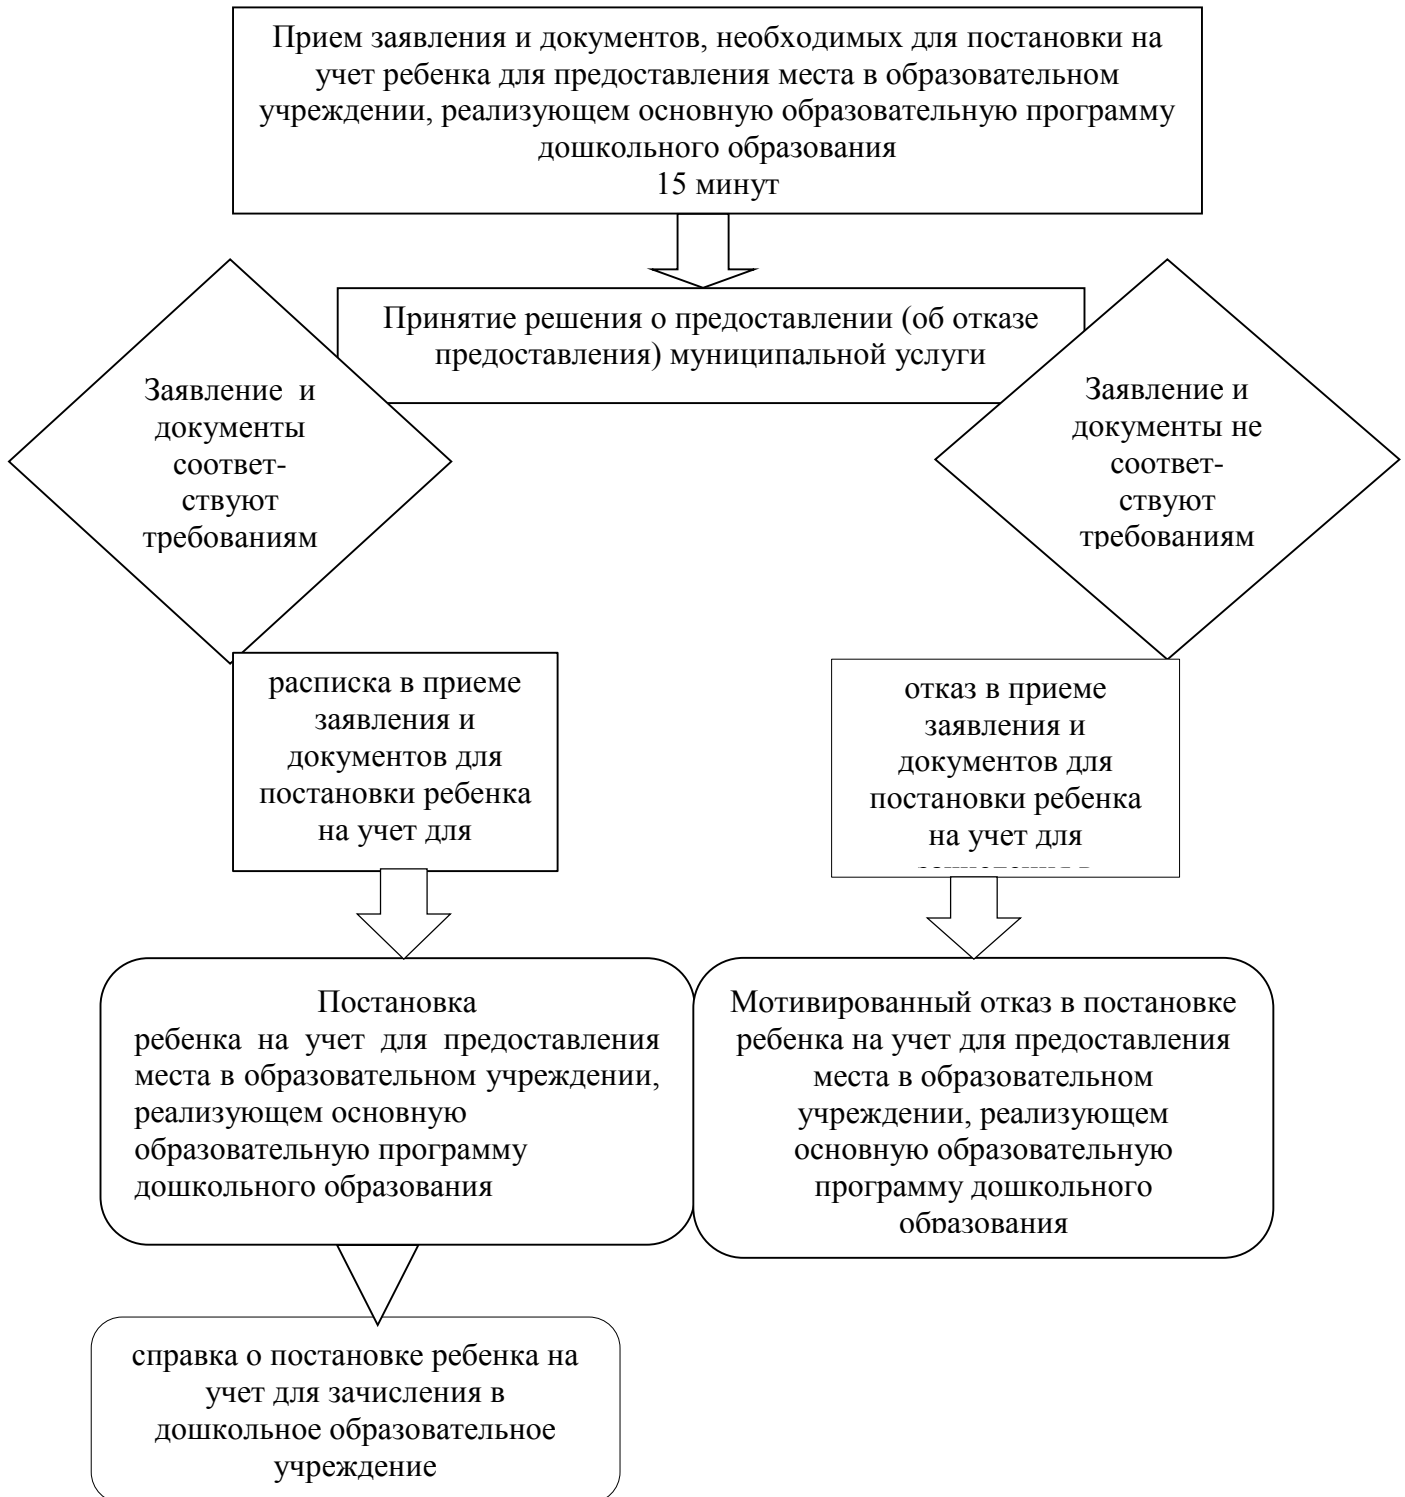 Прием заявления и документов, необходимых для постановки на
учет ребенка для предоставления места в образовательном
учреждении, реализующем основную образовательную программу
дошкольного образования
15 минут
Принятие решения о предоставлении (об отказе
предоставления) муниципальной услуги
Заявление и
документы
соответ-
ствуют
требованиям
Заявление и
документы не
соответ-
ствуют
требованиям
расписка в приеме
заявления и
документов для
постановки ребенка
на учет для
отказ в приеме
заявления и
документов для
постановки ребенка
на учет для
Постановка
ребенка на учет для предоставления
места в образовательном учреждении,
реализующем основную
образовательную программу
дошкольного образования
Мотивированный отказ в постановке
ребенка на учет для предоставления
места в образовательном
учреждении, реализующем
основную образовательную
программу дошкольного
образования
справка о постановке ребенка на
учет для зачисления в
дошкольное образовательное
учреждение